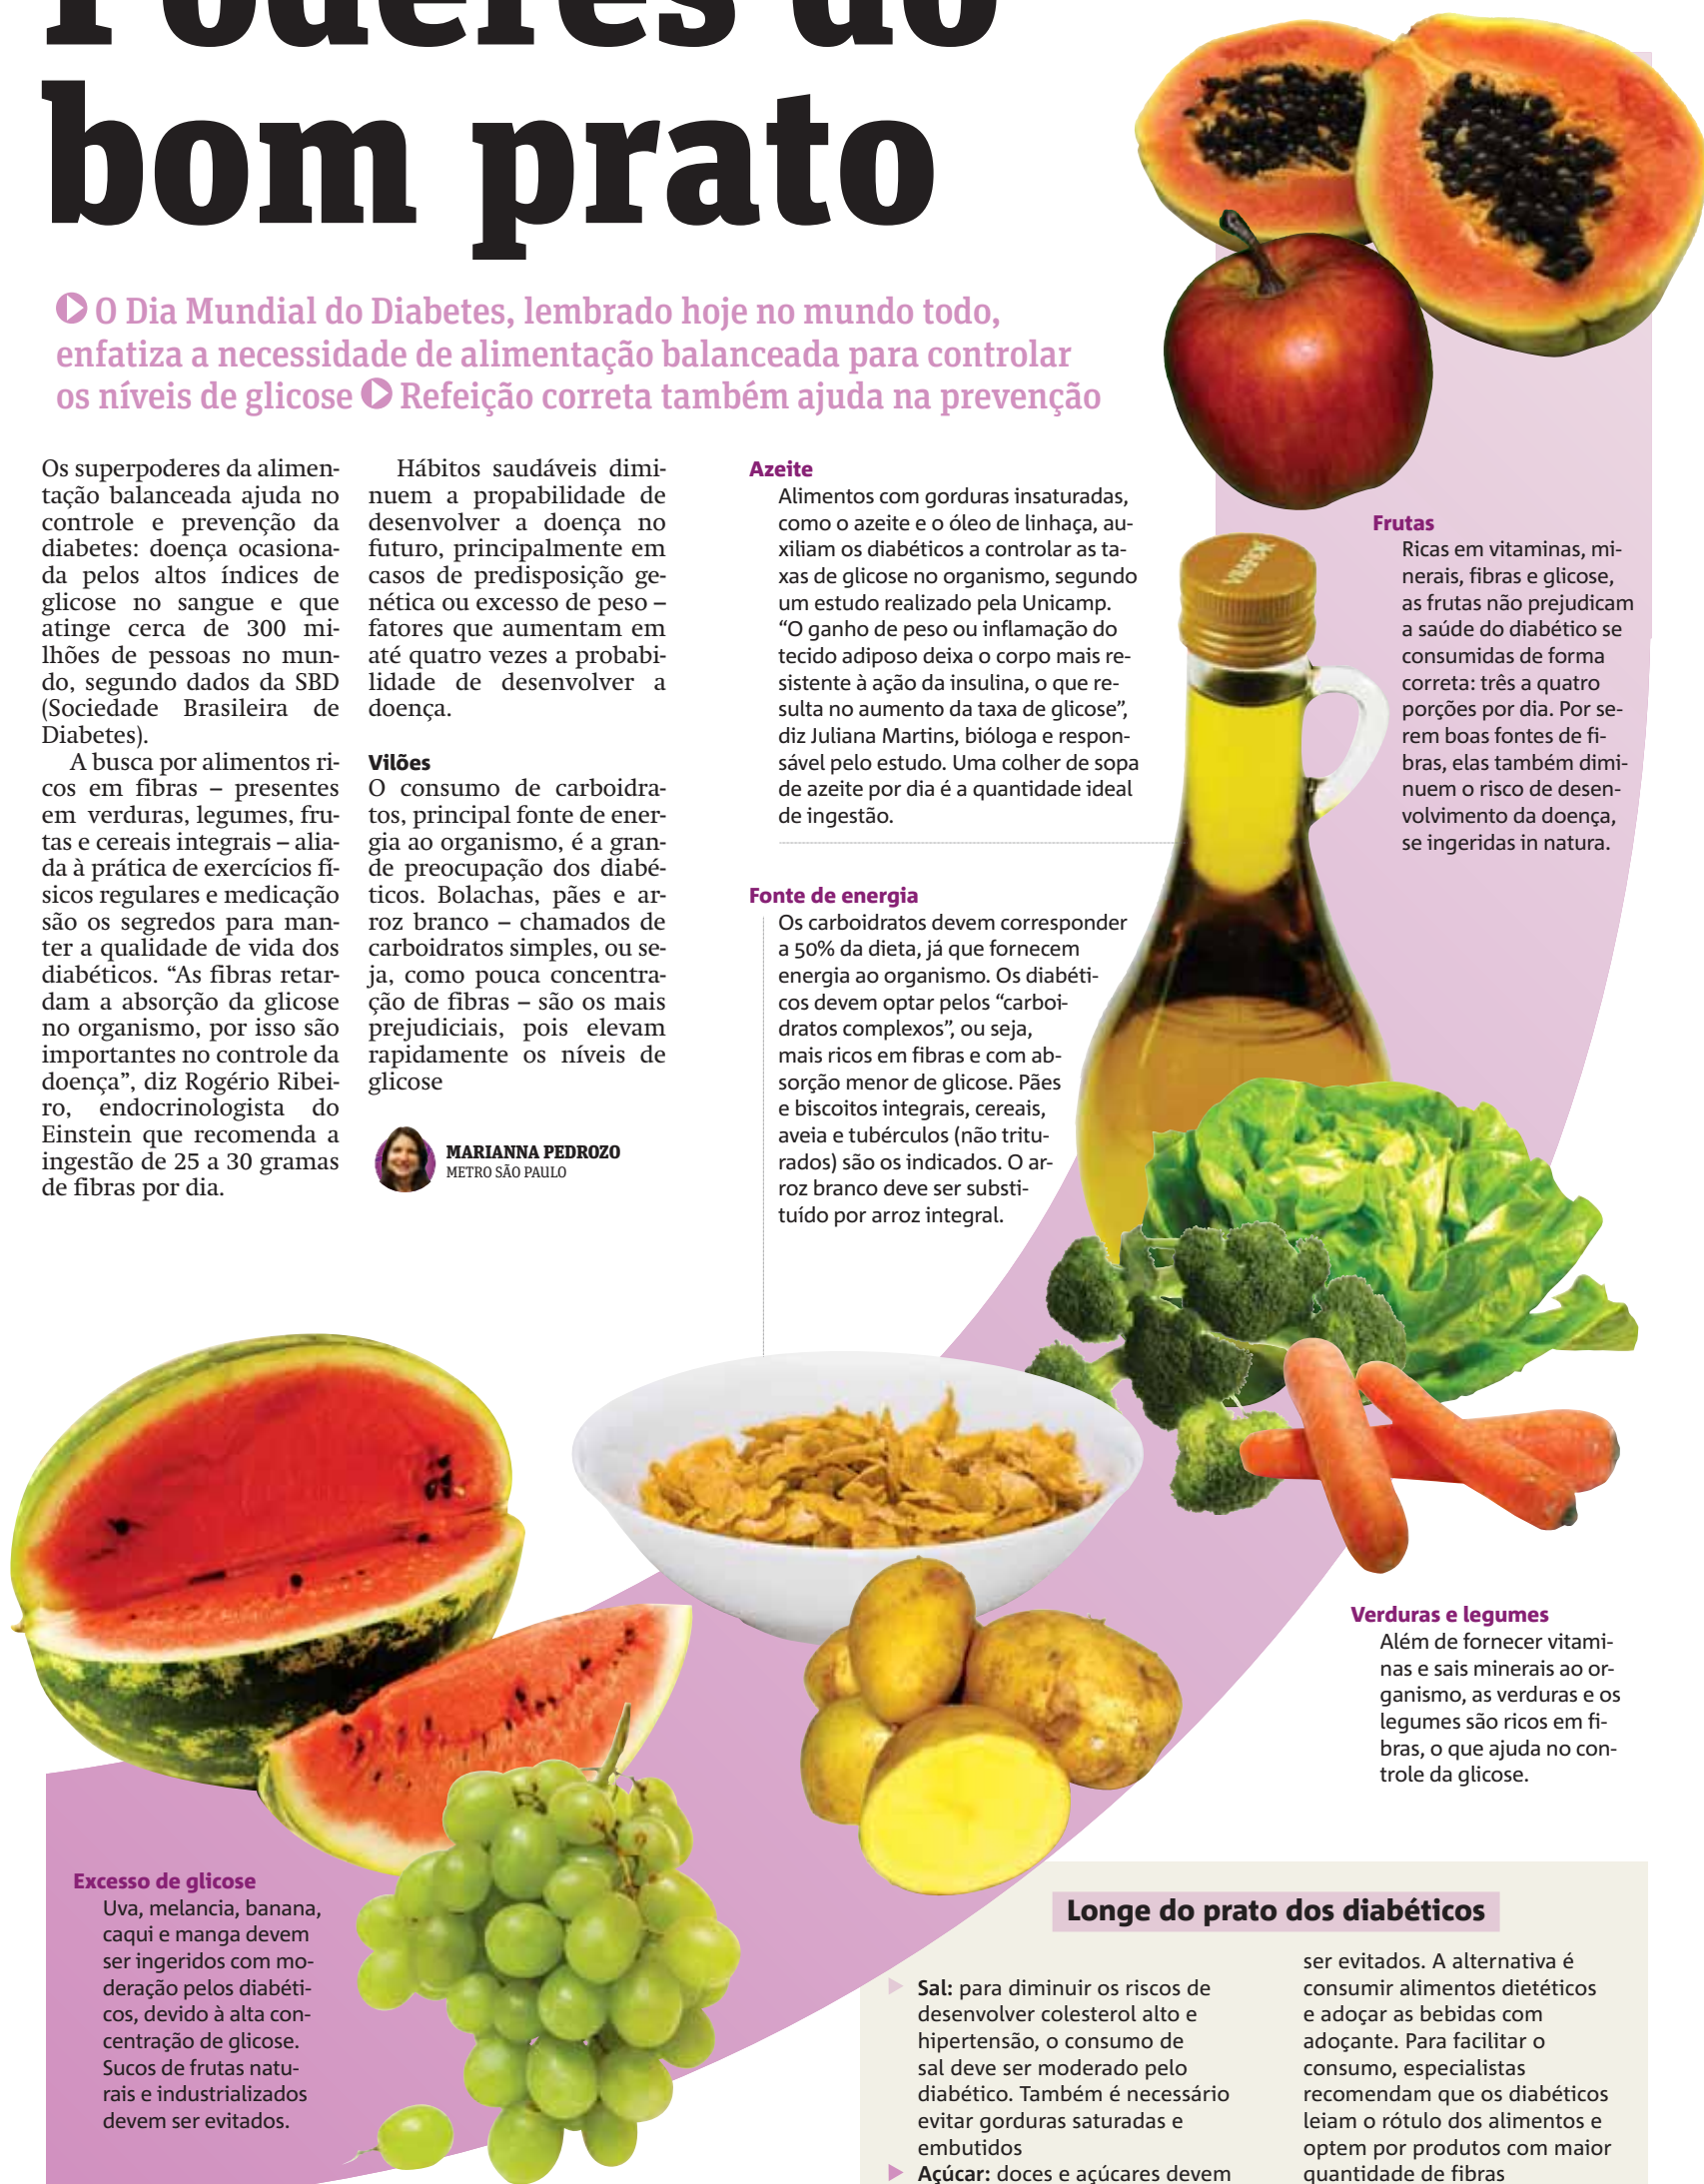 Poderes do
bom prato
O Dia Mundial do Diabetes, lembrado hoje no mundo todo,
enfatiza a necessidade de alimentação balanceada para controlar
os níveis de glicose Refeição correta também ajuda na prevenção
Os superpoderes da alimen-
tação balanceada ajuda no
controle e prevenção da
diabetes: doença ocasiona-
da pelos altos índices de
glicose no sangue e que
atinge cerca de 300 mi-
lhões de pessoas no mun-
do, segundo dados da SBD
(Sociedade Brasileira de
Diabetes).
A busca por alimentos ri-
cos em fibras – presentes
em verduras, legumes, fru-
tas e cereais integrais – alia-
da à prática de exercícios fí-
sicos regulares e medicação
são os segredos para man-
ter a qualidade de vida dos
diabéticos. “As fibras retar-
dam a absorção da glicose
no organismo, por isso são
importantes no controle da
doença”, diz Rogério Ribei-
ro, endocrinologista do
Einstein que recomenda a
ingestão de 25 a 30 gramas
de fibras por dia.
Hábitos saudáveis dimi-
nuem a propabilidade de
desenvolver a doença no
futuro, principalmente em
casos de predisposição ge-
nética ou excesso de peso –
fatores que aumentam em
até quatro vezes a probabi-
lidade de desenvolver a
doença.
Vilões
O consumo de carboidra-
tos, principal fonte de ener-
gia ao organismo, é a gran-
de preocupação dos diabé-
ticos. Bolachas, pães e ar-
roz branco – chamados de
carboidratos simples, ou se-
ja, como pouca concentra-
ção de fibras – são os mais
prejudiciais, pois elevam
rapidamente os níveis de
glicose
MARIANNA PEDROZO
METRO SÃO PAULO
Azeite
Alimentos com gorduras insaturadas,
como o azeite e o óleo de linhaça, au-
xiliam os diabéticos a controlar as ta-
xas de glicose no organismo, segundo
um estudo realizado pela Unicamp.
“O ganho de peso ou inflamação do
tecido adiposo deixa o corpo mais re-
sistente à ação da insulina, o que re-
sulta no aumento da taxa de glicose”,
diz Juliana Martins, bióloga e respon-
sável pelo estudo. Uma colher de sopa
de azeite por dia é a quantidade ideal
de ingestão.
Fonte de energia
Os carboidratos devem corresponder
a 50% da dieta, já que fornecem
energia ao organismo. Os diabéti-
cos devem optar pelos “carboi-
dratos complexos”, ou seja,
mais ricos em fibras e com ab-
sorção menor de glicose. Pães
e biscoitos integrais, cereais,
aveia e tubérculos (não tritu-
rados) são os indicados. O ar-
roz branco deve ser substi-
tuído por arroz integral.
Frutas
Ricas em vitaminas, mi-
nerais, fibras e glicose,
as frutas não prejudicam
a saúde do diabético se
consumidas de forma
correta: três a quatro
porções por dia. Por se-
rem boas fontes de fi-
bras, elas também dimi-
nuem o risco de desen-
volvimento da doença,
se ingeridas in natura.
Verduras e legumes
Além de fornecer vitami-
nas e sais minerais ao or-
ganismo, as verduras e os
legumes são ricos em fi-
bras, o que ajuda no con-
trole da glicose.
Excesso de glicose
Uva, melancia, banana,
caqui e manga devem
ser ingeridos com mo-
deração pelos diabéti-
cos, devido à alta con-
centração de glicose.
Sucos de frutas natu-
rais e industrializados
devem ser evitados.
Longe do prato dos diabéticos
Sal: para diminuir os riscos de
desenvolver colesterol alto e
hipertensão, o consumo de
sal deve ser moderado pelo
diabético. Também é necessário
evitar gorduras saturadas e
embutidos
Açúcar: doces e açúcares devem
ser evitados. A alternativa é
consumir alimentos dietéticos
e adoçar as bebidas com
adoçante. Para facilitar o
consumo, especialistas
recomendam que os diabéticos
leiam o rótulo dos alimentos e
optem por produtos com maior
quantidade de fibras